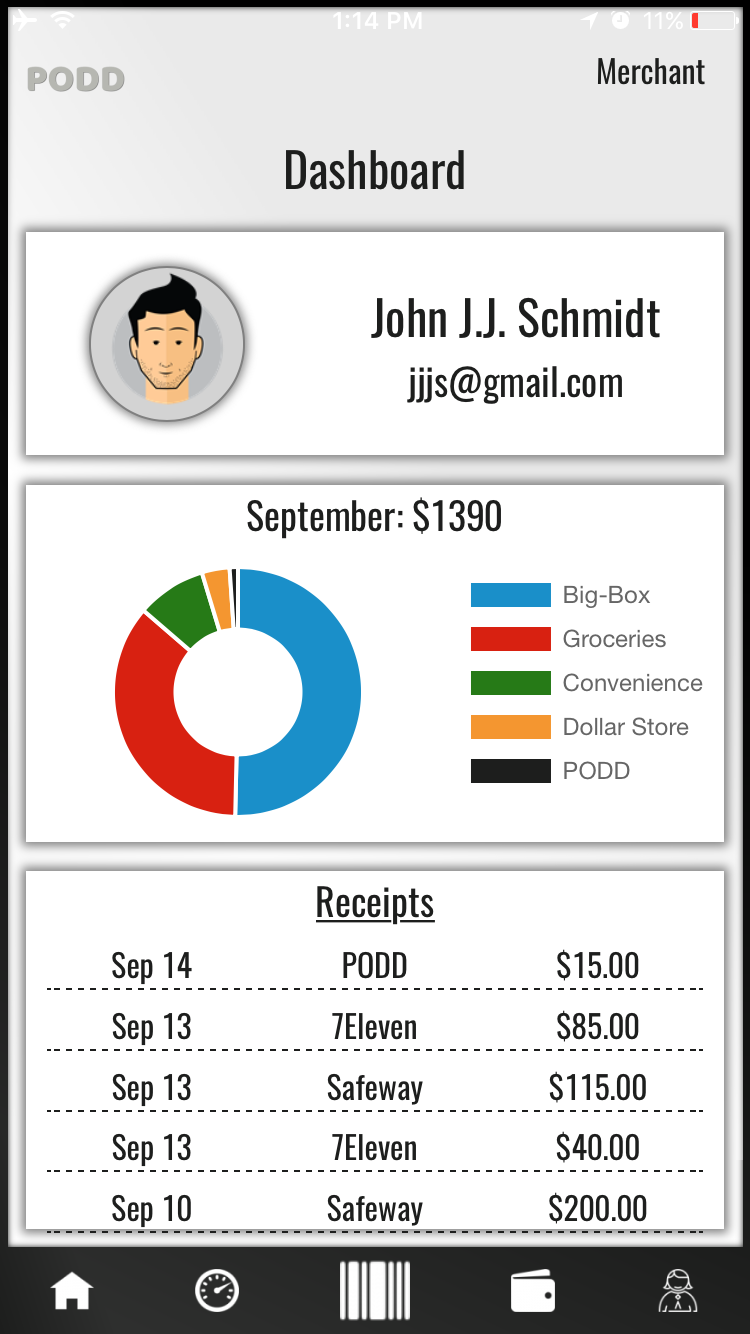 1:14 PM 11%
PODD Merchant
Dashboard
John J.J. Schmidt
jjjs@gmail.com
September: $1390
Big-Box
Groceries
Convenience
Dollar Store
PODD
Receipts
Sep 14 PODD $15.00
Sep 13 7Eleven $85.00
Sep 13 Safeway $115.00
Sep 13 7Eleven $40.00
Sep 10 Safeway $200.00